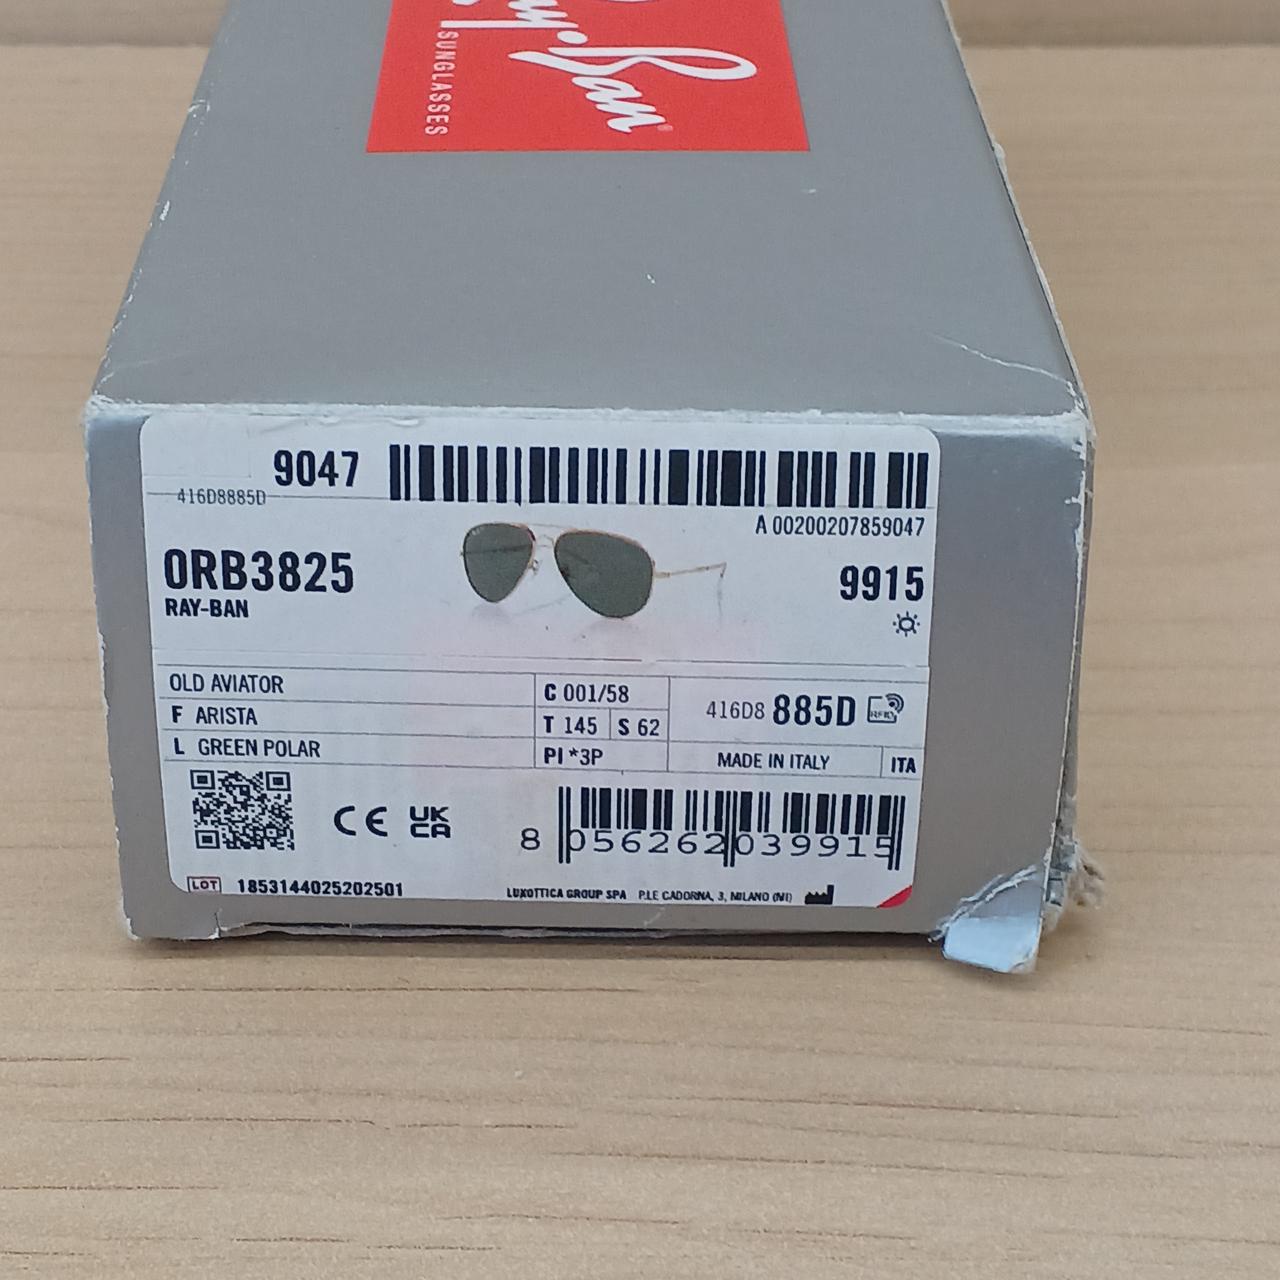 Ray-Ban
SUNGLASSES
9047
416D8885D
A 00200207859047
0RB3825
RAY-BAN
9915
OLD AVIATOR
F ARISTA
L GREEN POLAR
C 001/58
T 145 S 62
PI *3P
416D8 885D RFID
MADE IN ITALY ITA
CE UK CA
8 056262 039915
LOT 1853144025202501
LUXOTTICA GROUP SPA P.LE CADORNA, 3, MILANO (MI)